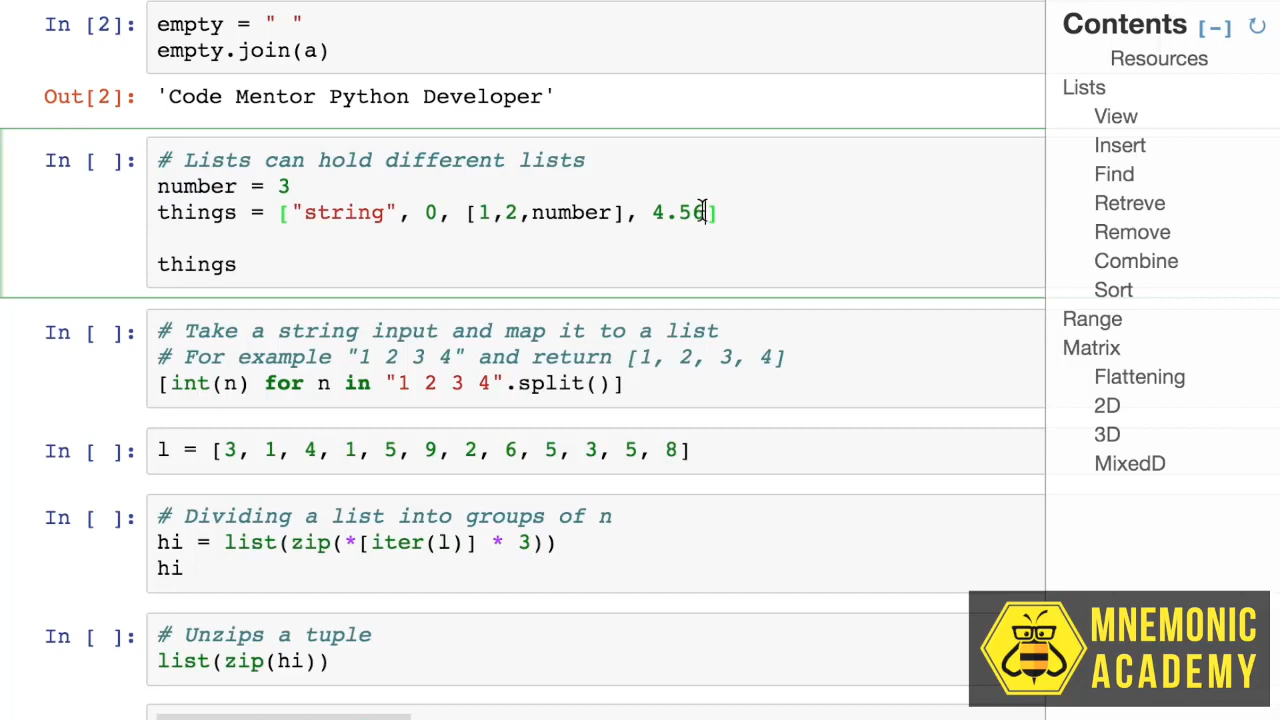 In [2]: empty = " "
empty.join(a)
Out[2]: 'Code Mentor Python Developer'
In [ ]: # Lists can hold different lists
number = 3
things = ["string", 0, [1,2,number], 4.56]
things
In [ ]: # Take a string input and map it to a list
# For example "1 2 3 4" and return [1, 2, 3, 4]
[int(n) for n in "1 2 3 4".split()]
In [ ]: l = [3, 1, 4, 1, 5, 9, 2, 6, 5, 3, 5, 8]
In [ ]: # Dividing a list into groups of n
hi = list(zip(*[iter(l)] * 3))
hi
In [ ]: # Unzips a tuple
list(zip(hi))
Contents [-]
Resources
Lists
View
Insert
Find
Retreve
Remove
Combine
Sort
Range
Matrix
Flattening
2D
3D
MixedD
MNEMONIC
ACADEMY